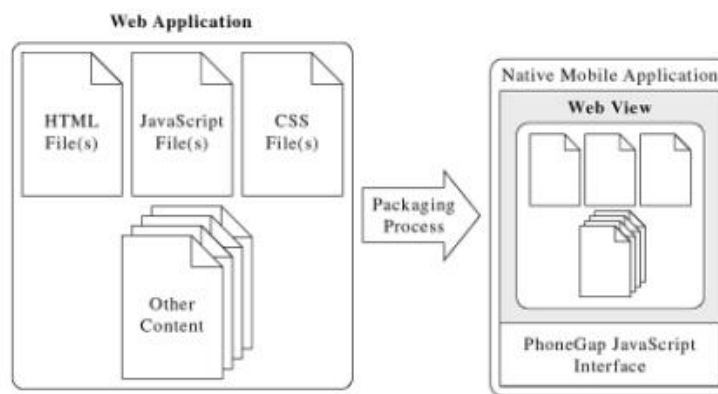 Web Application
HTML
File(s)
JavaScript
File(s)
CSS
File(s)
Other
Content
Packaging
Process
Native Mobile Application
Web View
PhoneGap JavaScript
Interface